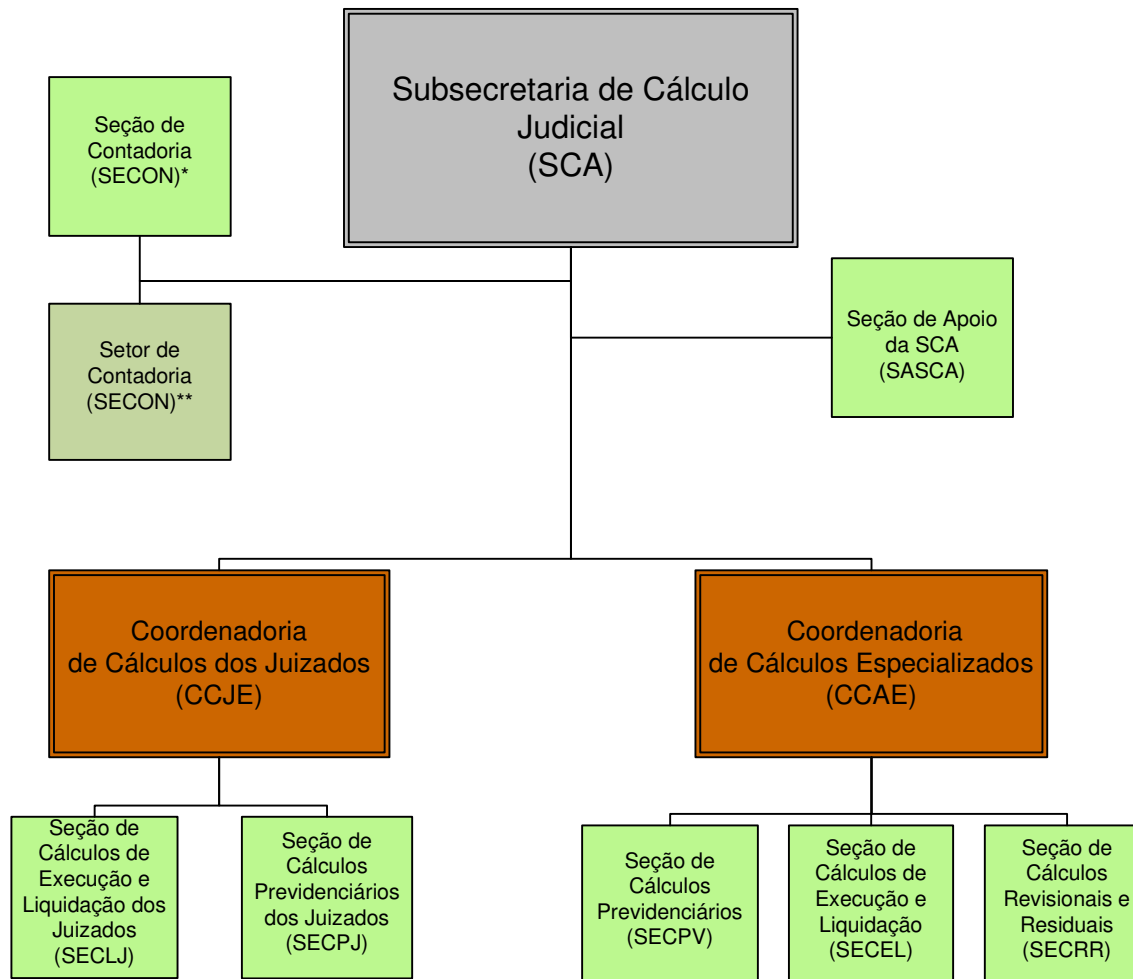 Subsecretaria de Cálculo
Judicial
(SCA)
Seção de
Contadoria
(SECON)*
Setor de
Contadoria
(SECON)**
Seção de Apoio
da SCA
(SASCA)
Coordenadoria
de Cálculos dos Juizados
(CCJE)
Coordenadoria
de Cálculos Especializados
(CCAE)
Seção de
Cálculos de
Execução e
Liquidação dos
Juizados
(SECLJ)
Seção de
Cálculos
Previdenciários
dos Juizados
(SECPJ)
Seção de
Cálculos
Previdenciários
(SECPV)
Seção de
Cálculos de
Execução e
Liquidação
(SECEL)
Seção de
Cálculos
Revisionais e
Residuais
(SECRR)